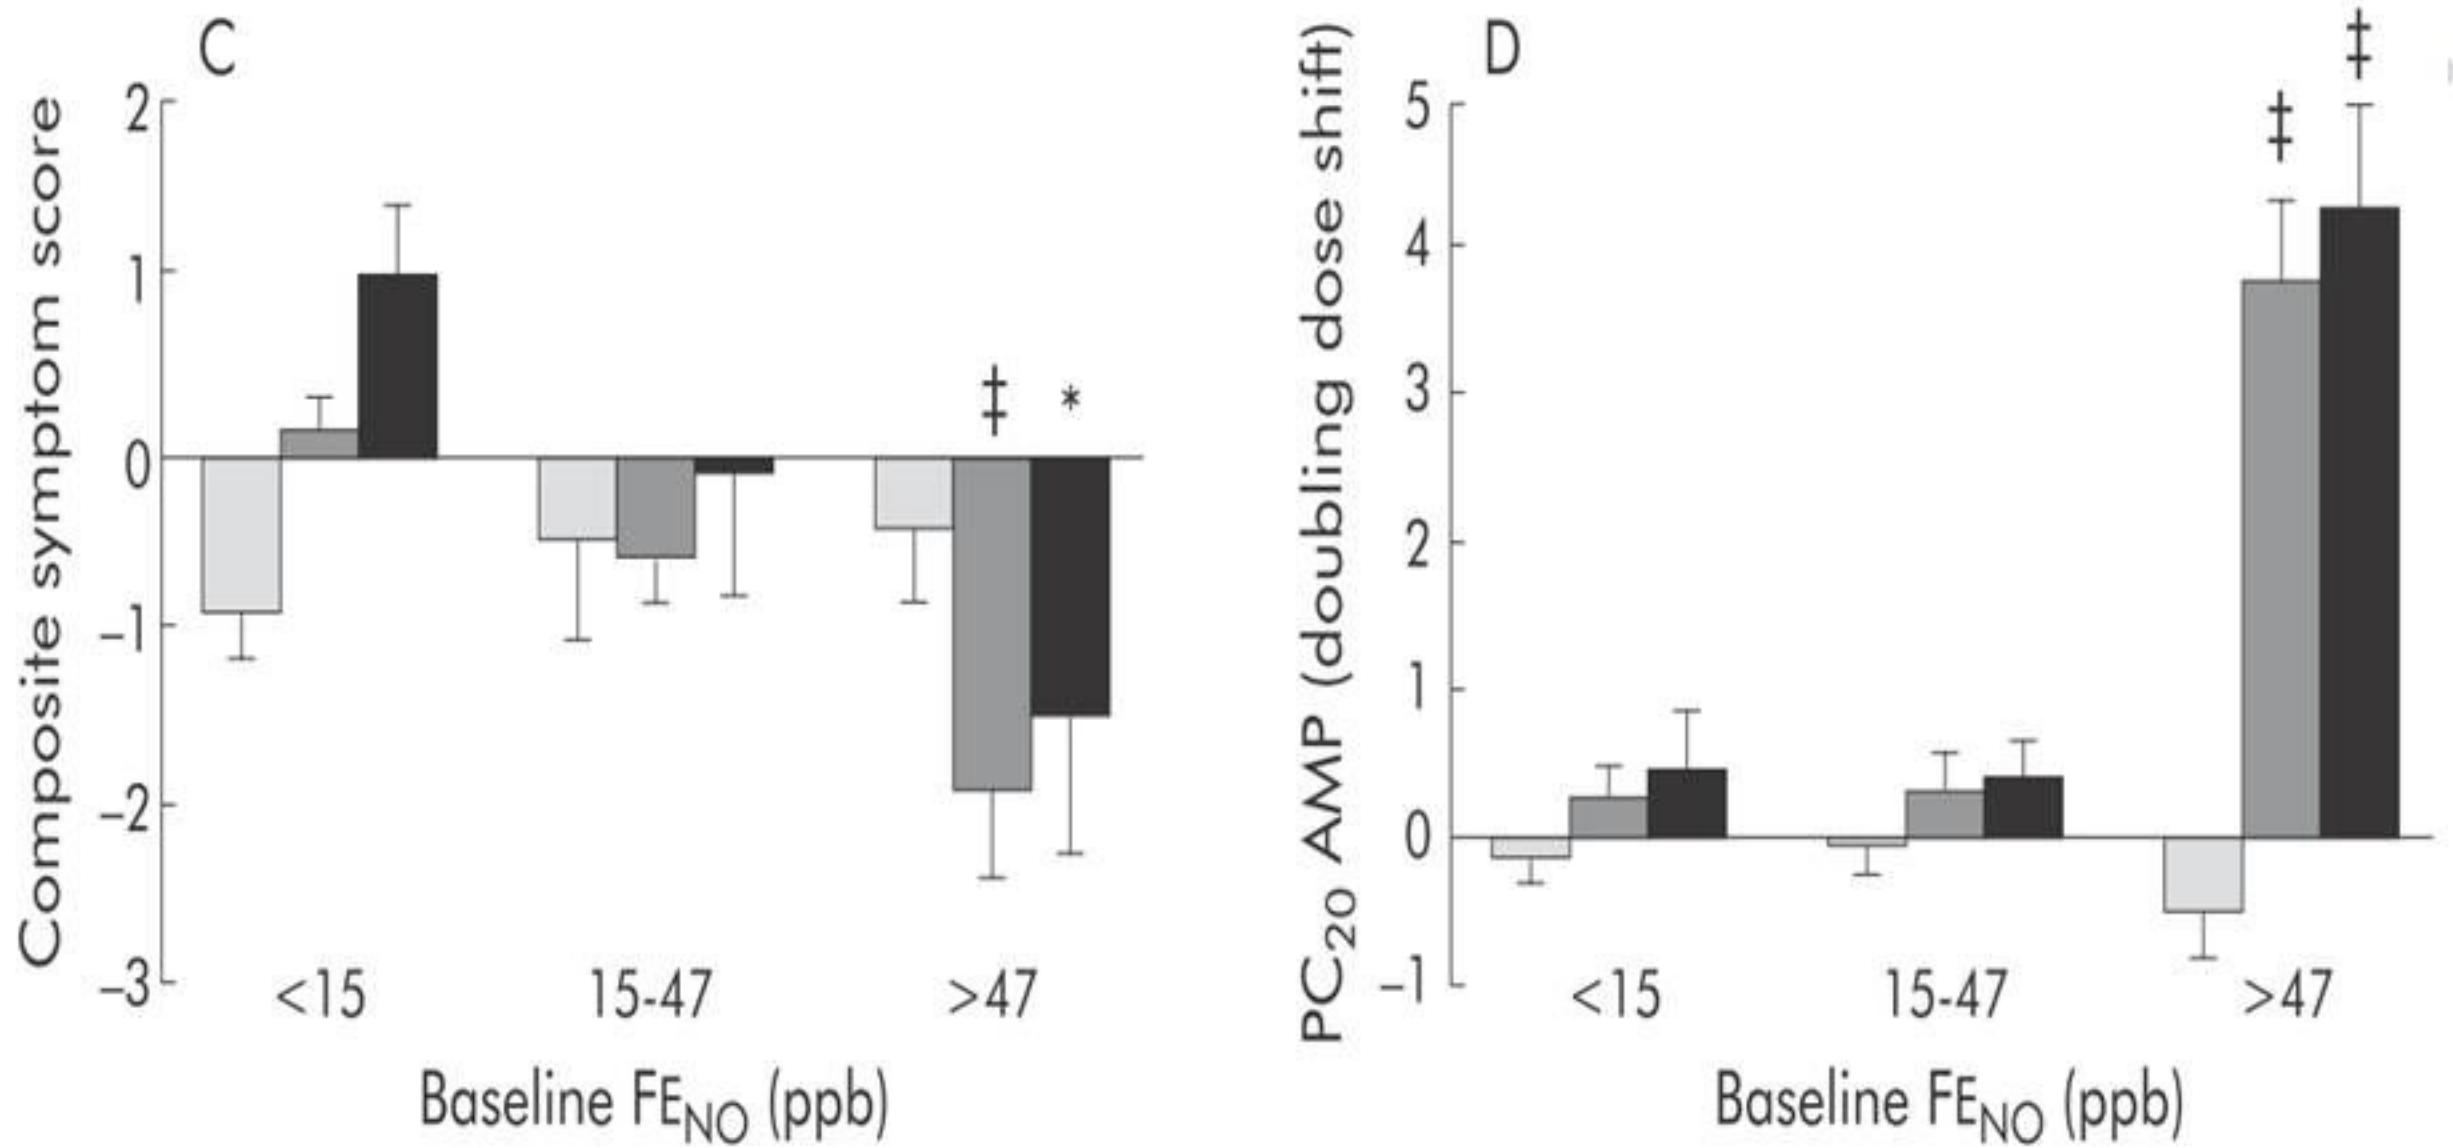 C
Composite symptom score
2
1
0
–1
–2
–3
‡ *
<15 15-47 >47
Baseline FENO (ppb)
D
PC20 AMP (doubling dose shift)
5
4
3
2
1
0
–1
‡ ‡
<15 15-47 >47
Baseline FENO (ppb)